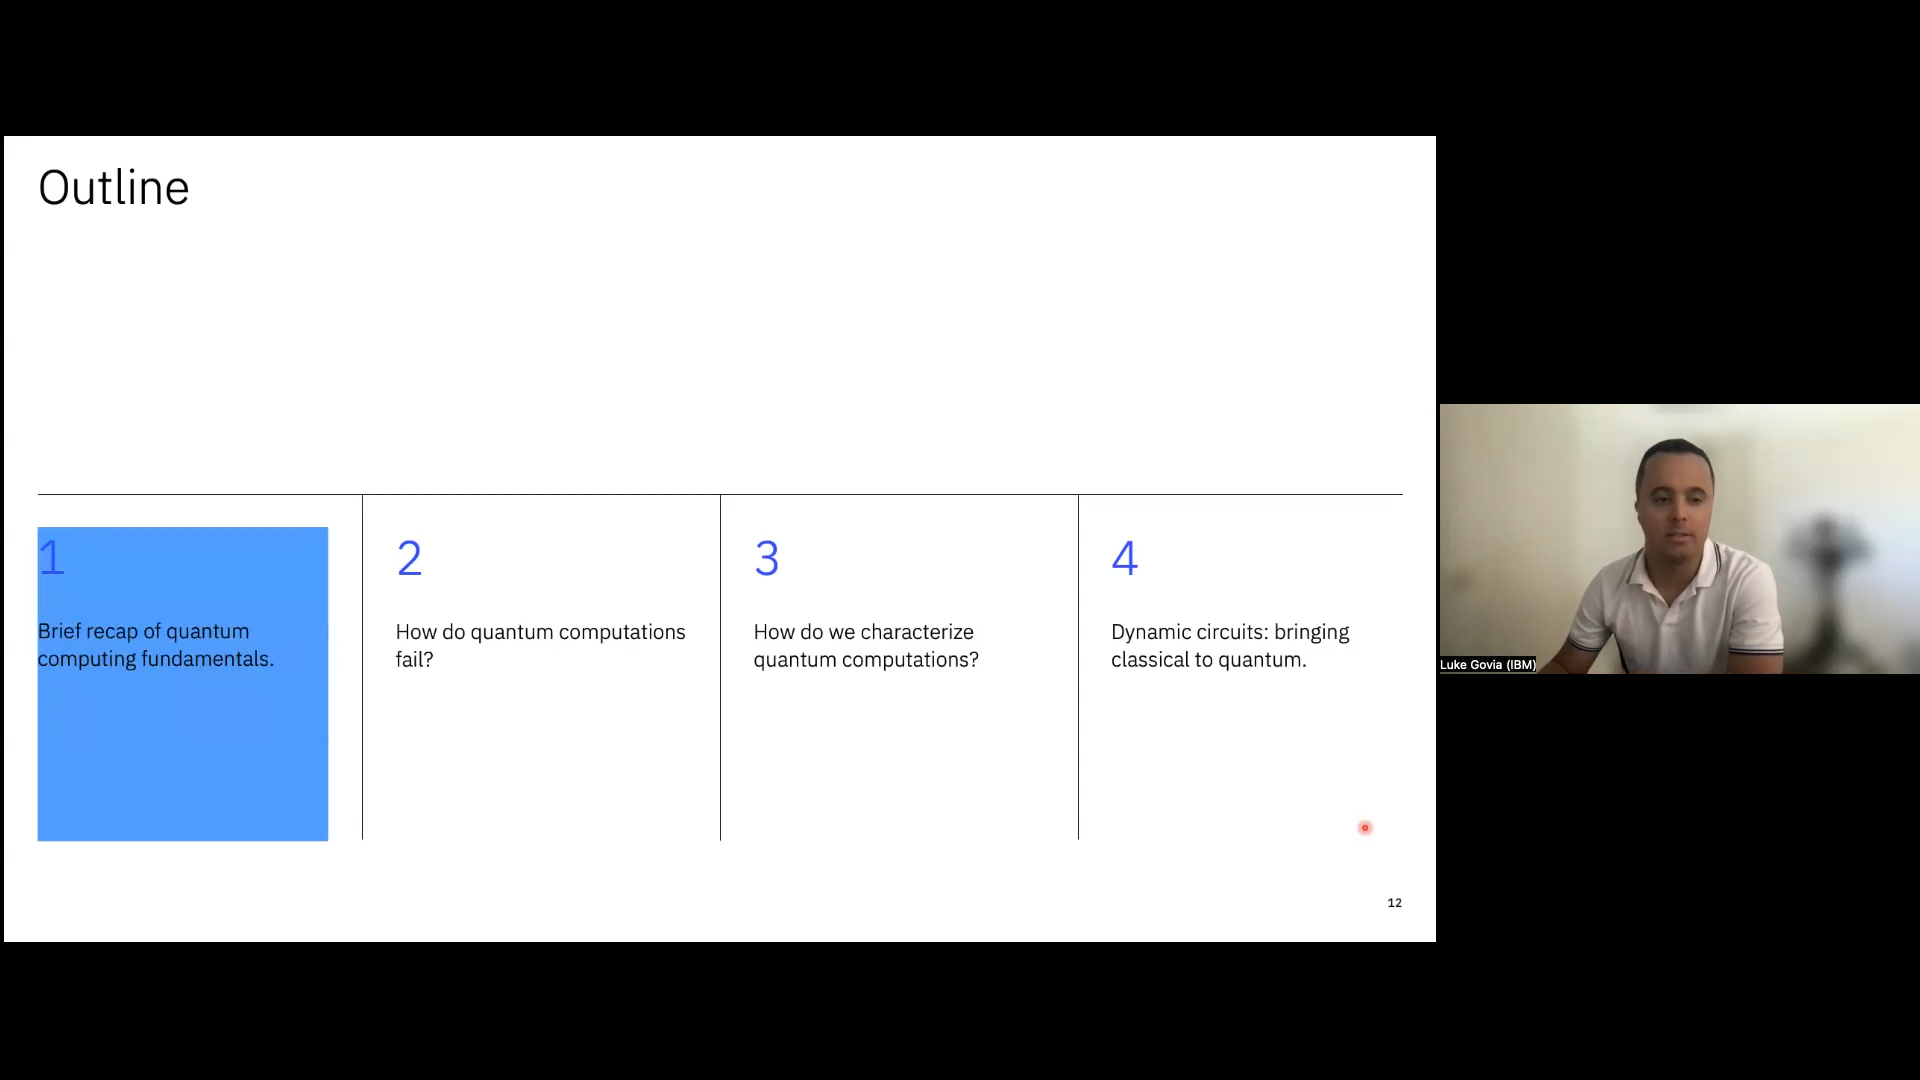 Outline
1
Brief recap of quantum
computing fundamentals.
2
How do quantum computations
fail?
3
How do we characterize
quantum computations?
4
Dynamic circuits: bringing
classical to quantum.
12
Luke Govia (IBM)